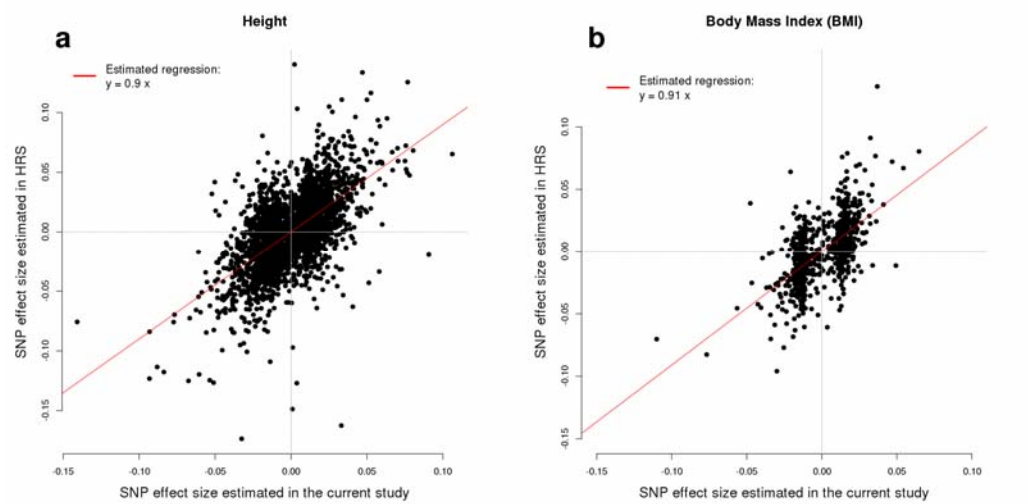 Height
a
Estimated regression:
y = 0.9 x
SNP effect size estimated in HRS
0.10
0.05
0.00
-0.05
-0.10
-0.15
-0.15
-0.10
-0.05
0.00
0.05
0.10
SNP effect size estimated in the current study
Body Mass Index (BMI)
b
Estimated regression:
y = 0.91 x
SNP effect size estimated in HRS
0.10
0.05
0.00
-0.05
-0.10
-0.15
-0.15
-0.10
-0.05
0.00
0.05
0.10
SNP effect size estimated in the current study